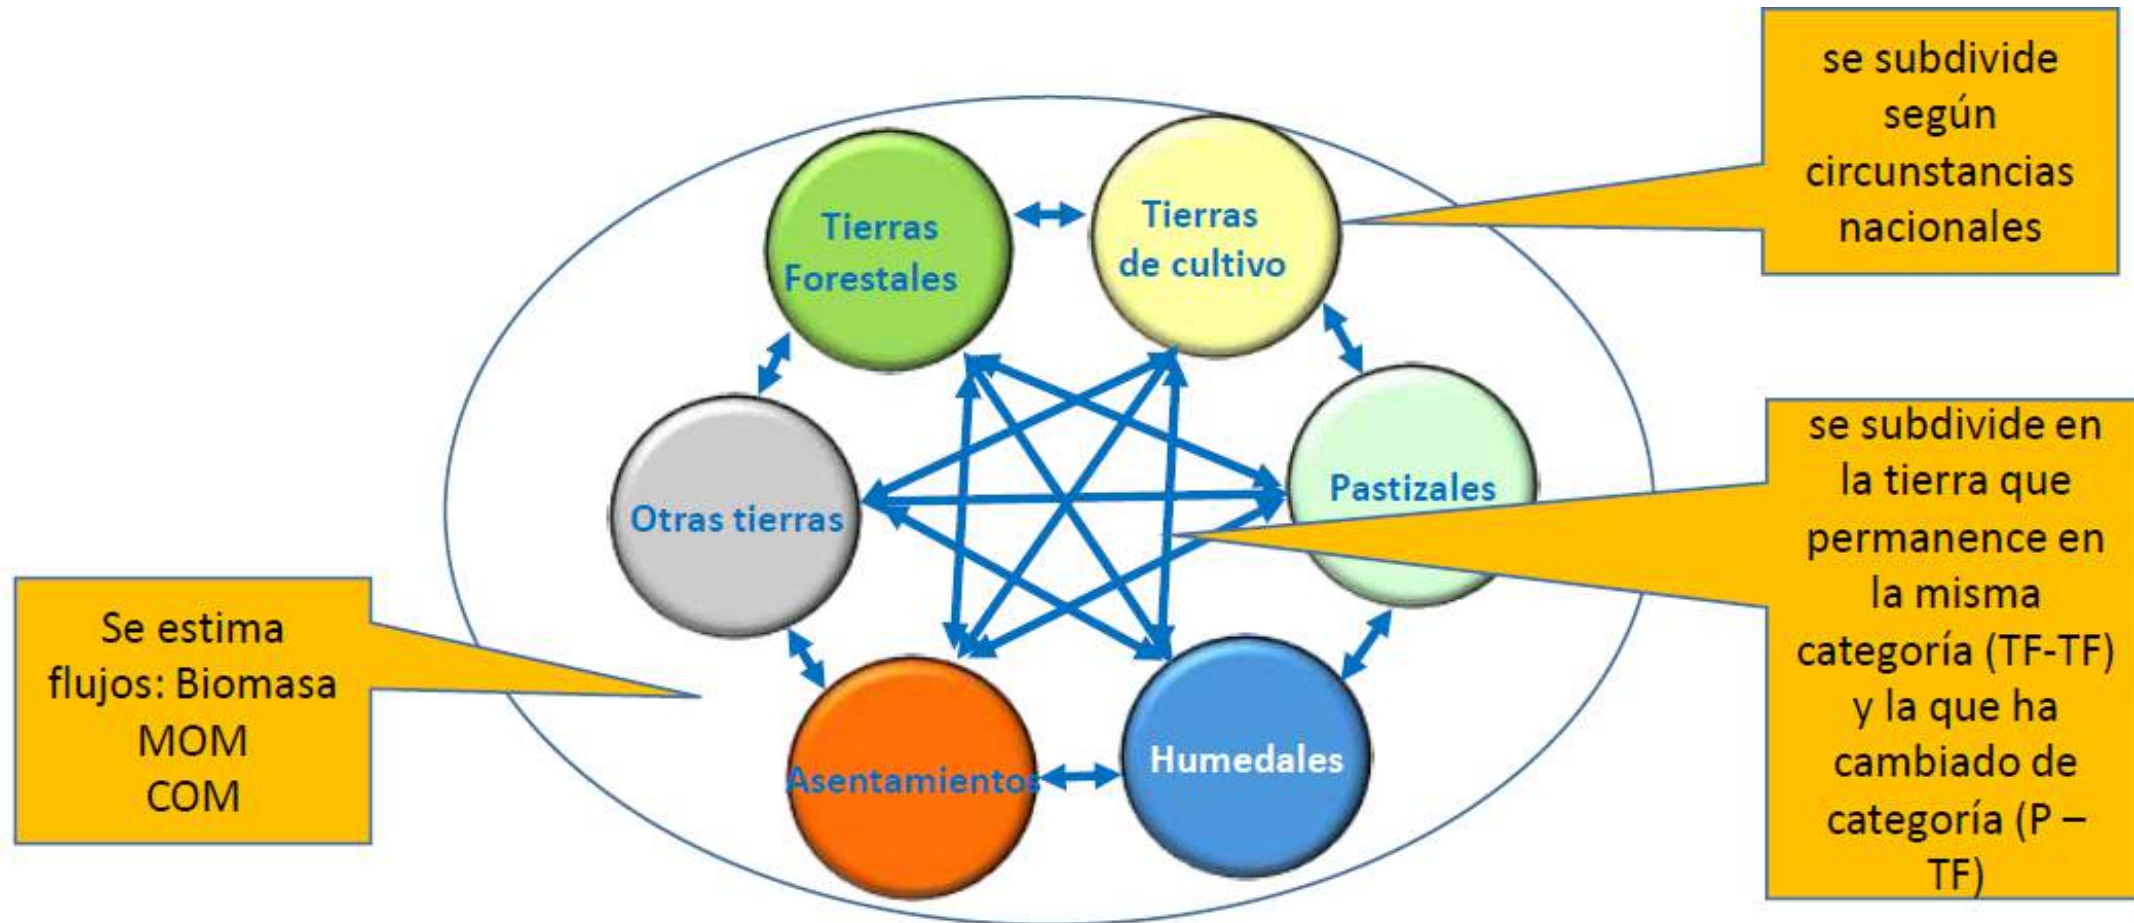 se subdivide
según
circunstancias
nacionales
Tierras
Forestales
Tierras
de cultivo
Pastizales
Otras tierras
Asentamientos
Humedales
se subdivide en
la tierra que
permanence en
la misma
categoría (TF-TF)
y la que ha
cambiado de
categoría (P –
TF)
Se estima
flujos: Biomasa
MOM
COM